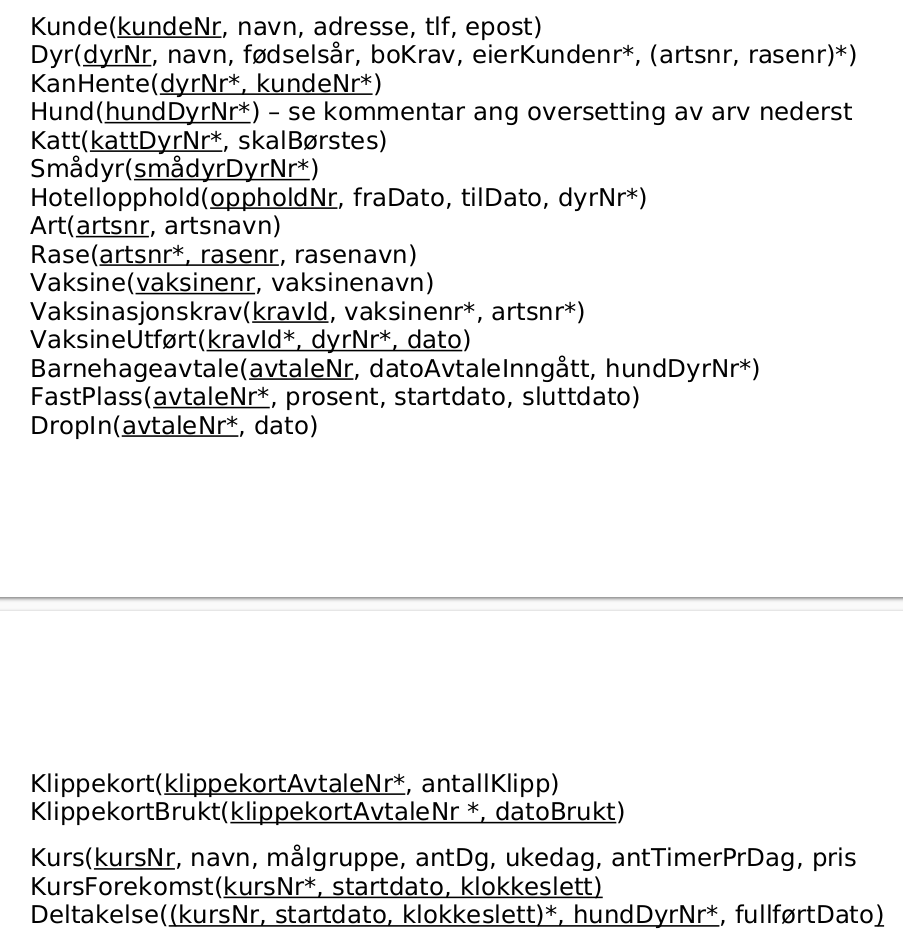 Kunde(kundeNr, navn, adresse, tlf, epost)
Dyr(dyrNr, navn, fødselsår, boKrav, eierKundenr*, (artsnr, rasenr)*)
KanHente(dyrNr*, kundeNr*)
Hund(hundDyrNr*) – se kommentar ang oversetting av arv nederst
Katt(kattDyrNr*, skalBørstes)
Smådyr(smådyrDyrNr*)
Hotellopphold(oppholdNr, fraDato, tilDato, dyrNr*)
Art(artsnr, artsnavn)
Rase(artsnr*, rasenr, rasenavn)
Vaksine(vaksinenr, vaksinenavn)
Vaksinasjonskrav(kravId, vaksinenr*, artsnr*)
VaksineUtført(kravId*, dyrNr*, dato)
Barnehageavtale(avtaleNr, datoAvtaleInngått, hundDyrNr*)
FastPlass(avtaleNr*, prosent, startdato, sluttdato)
DropIn(avtaleNr*, dato)
Klippekort(klippekortAvtaleNr*, antallKlipp)
KlippekortBrukt(klippekortAvtaleNr *, datoBrukt)
Kurs(kursNr, navn, målgruppe, antDg, ukedag, antTimerPrDag, pris
KursForekomst(kursNr*, startdato, klokkeslett)
Deltakelse((kursNr, startdato, klokkeslett)*, hundDyrNr*, fullførtDato)